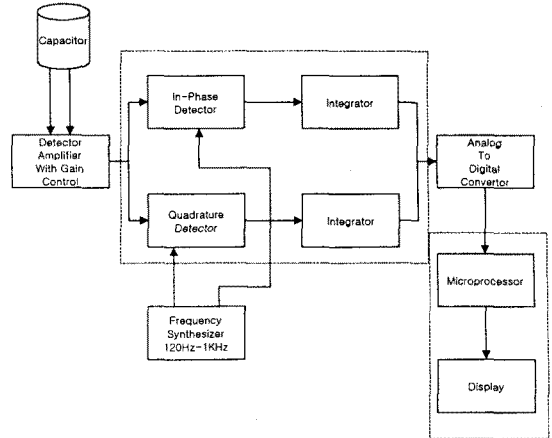 Capacitor
In-Phase
Detector
Integrator
Detector
Amplifier
With Gain
Control
Analog
To
Digital
Convertor
Quadrature
Detector
Integrator
Microprocessor
Frequency
Synthesizer
120Hz-1KHz
Display